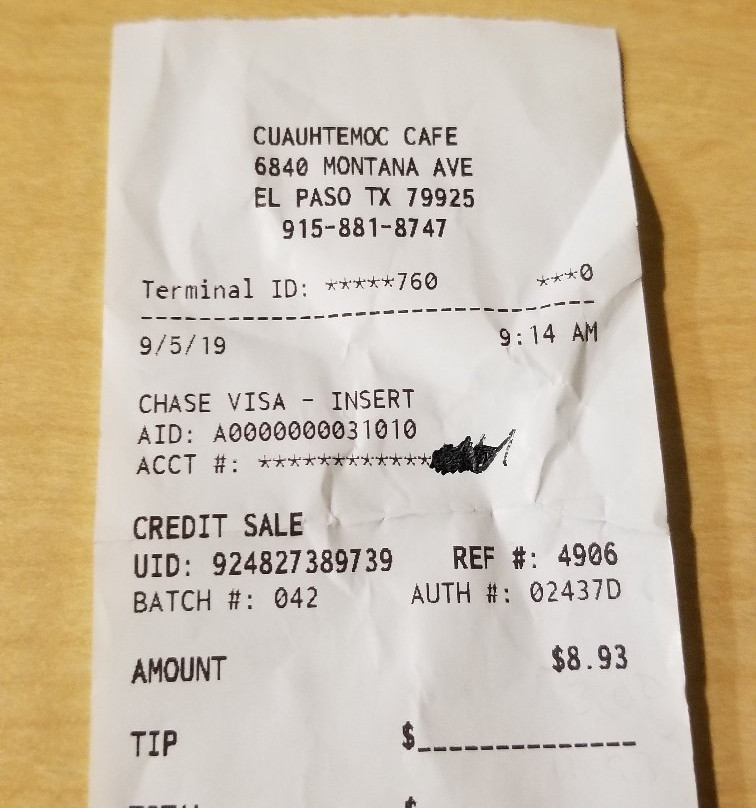 CUAUHTEMOC CAFE
6840 MONTANA AVE
EL PASO TX 79925
915-881-8747
Terminal ID: *****760 ***0
9/5/19 9:14 AM
CHASE VISA - INSERT
AID: A0000000031010
ACCT #: ************
CREDIT SALE
UID: 924827389739 REF #: 4906
BATCH #: 042 AUTH #: 02437D
AMOUNT $8.93
TIP $
TOTAL $